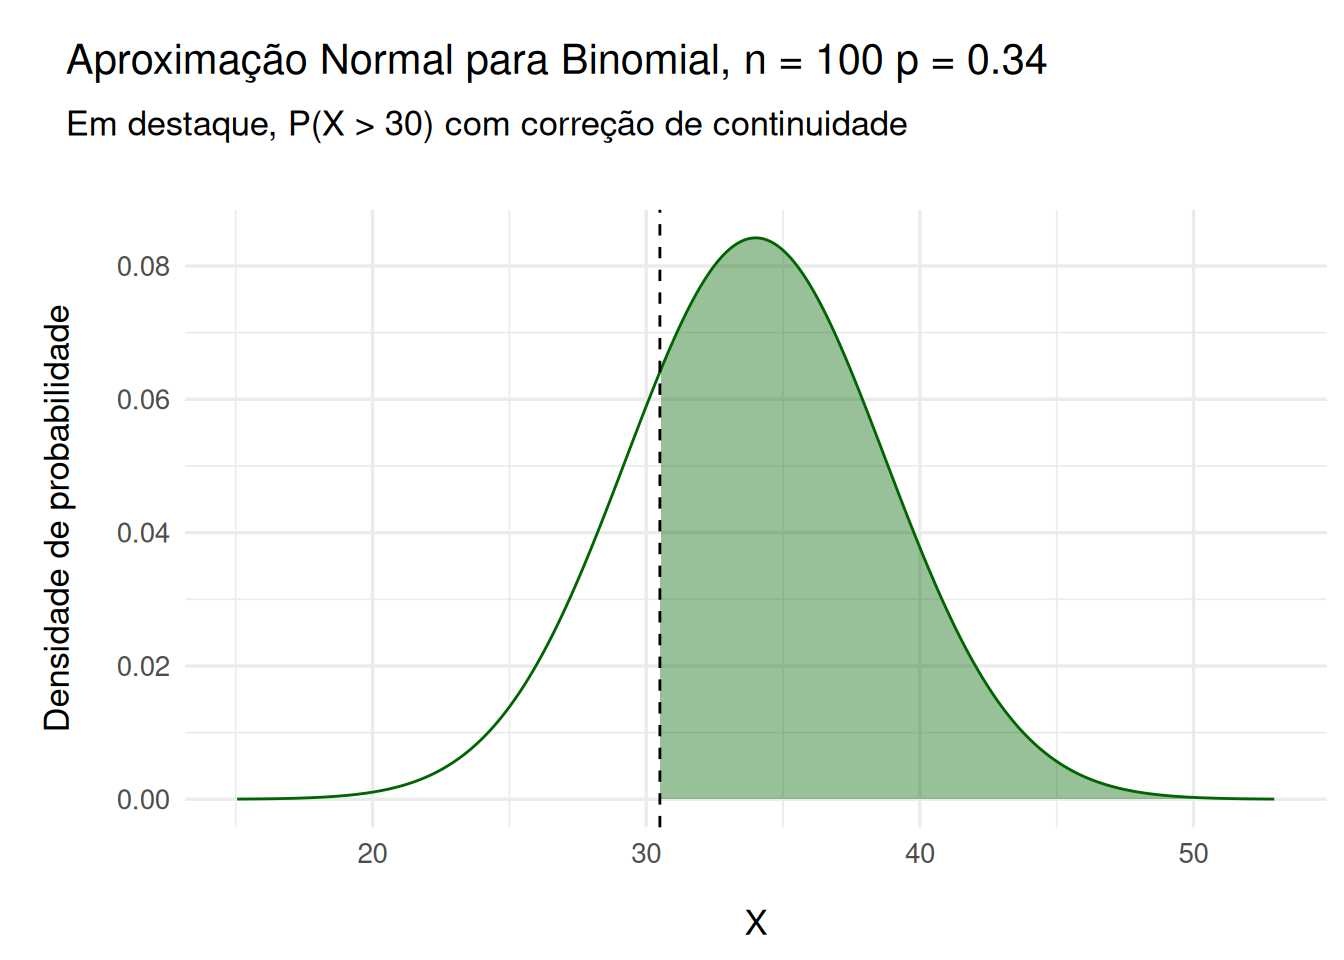 Aproximação Normal para Binomial, n = 100 p = 0.34
Em destaque, P(X > 30) com correção de continuidade
Densidade de probabilidade
0.08
0.06
0.04
0.02
0.00
20 30 40 50
X